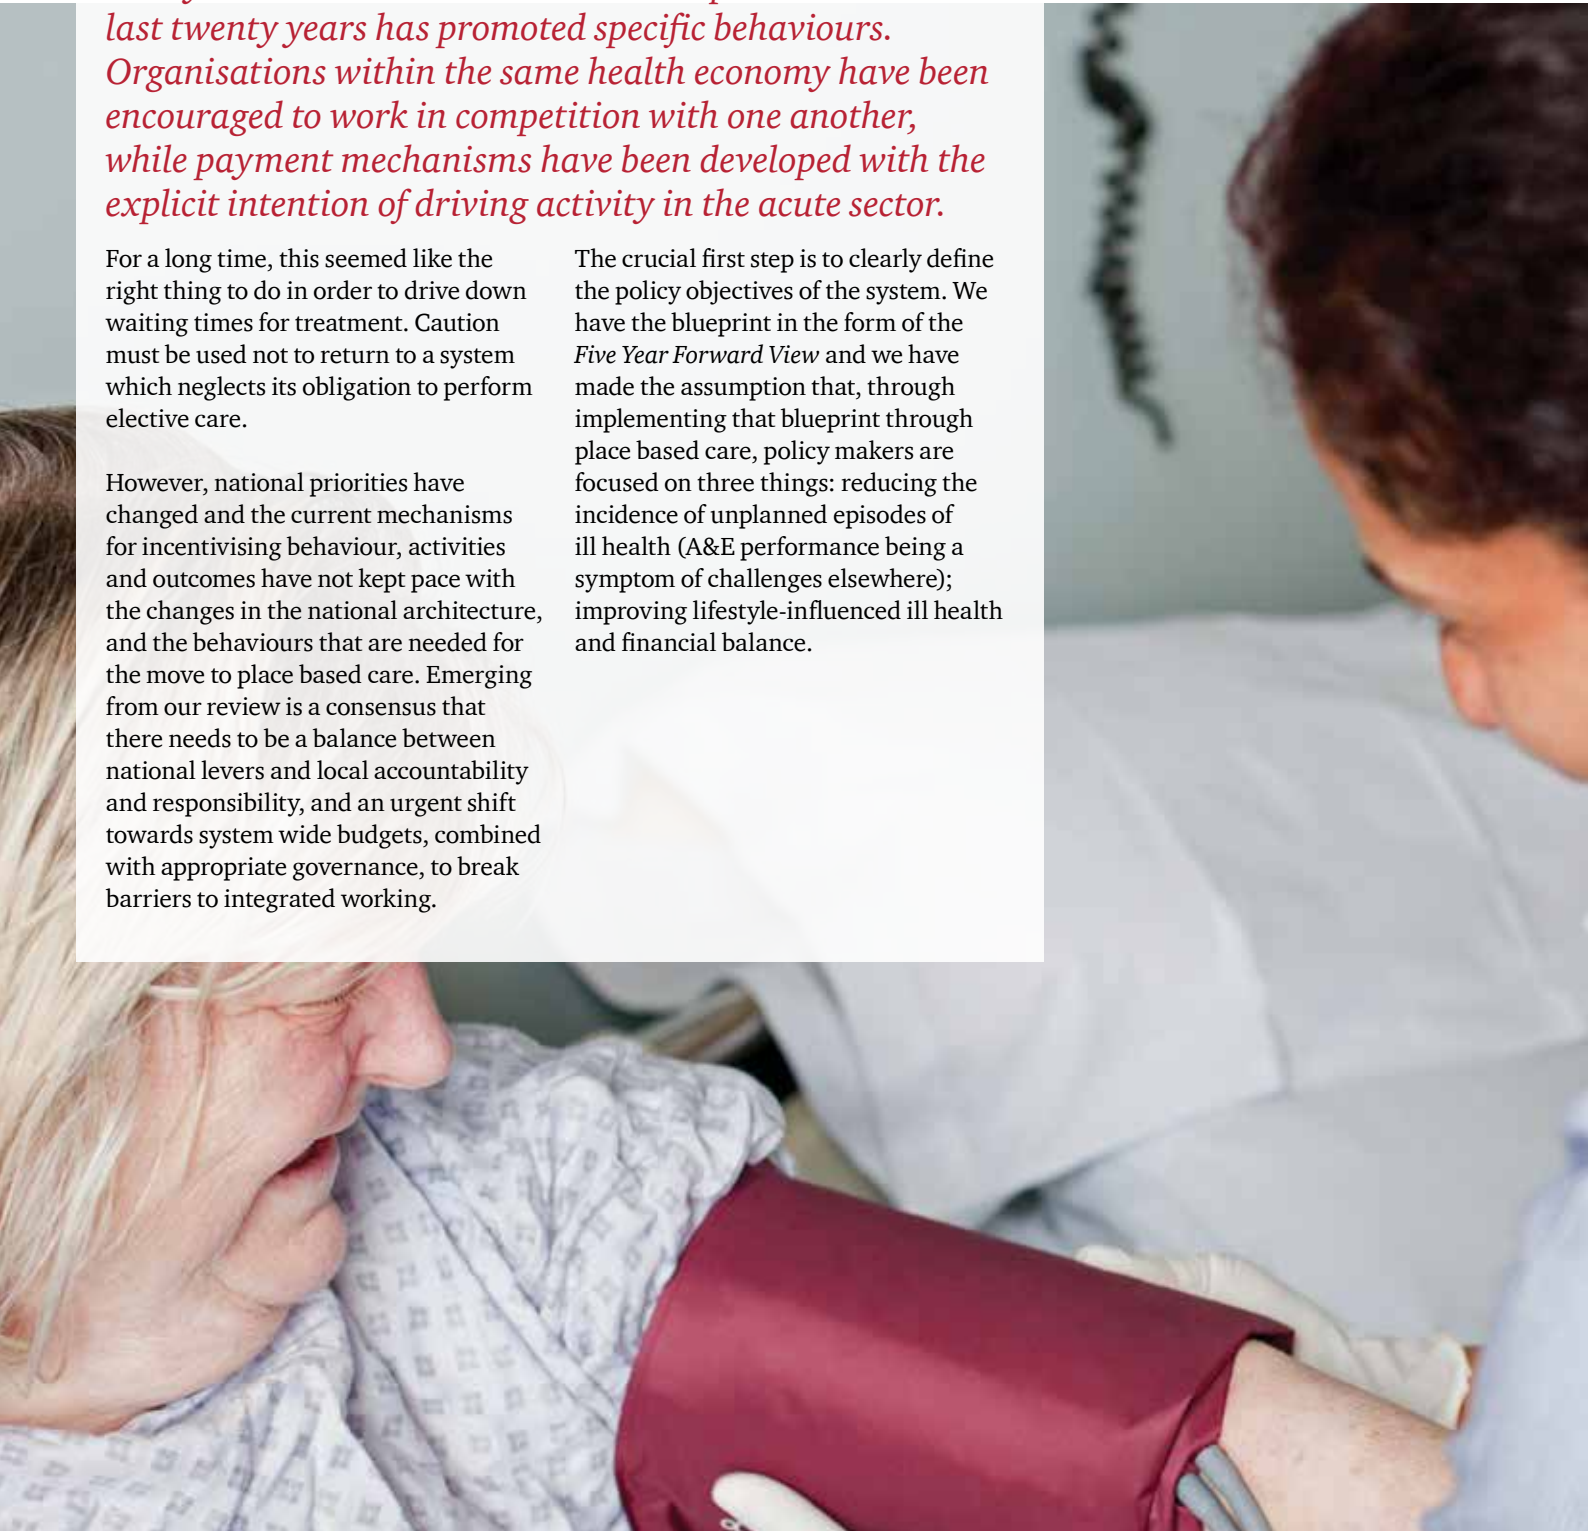 last twenty years has promoted specific behaviours.
Organisations within the same health economy have been
encouraged to work in competition with one another,
while payment mechanisms have been developed with the
explicit intention of driving activity in the acute sector.
For a long time, this seemed like the
right thing to do in order to drive down
waiting times for treatment. Caution
must be used not to return to a system
which neglects its obligation to perform
elective care.
However, national priorities have
changed and the current mechanisms
for incentivising behaviour, activities
and outcomes have not kept pace with
the changes in the national architecture,
and the behaviours that are needed for
the move to place based care. Emerging
from our review is a consensus that
there needs to be a balance between
national levers and local accountability
and responsibility, and an urgent shift
towards system wide budgets, combined
with appropriate governance, to break
barriers to integrated working.
The crucial first step is to clearly define
the policy objectives of the system. We
have the blueprint in the form of the
Five Year Forward View and we have
made the assumption that, through
implementing that blueprint through
place based care, policy makers are
focused on three things: reducing the
incidence of unplanned episodes of
ill health (A&E performance being a
symptom of challenges elsewhere);
improving lifestyle-influenced ill health
and financial balance.